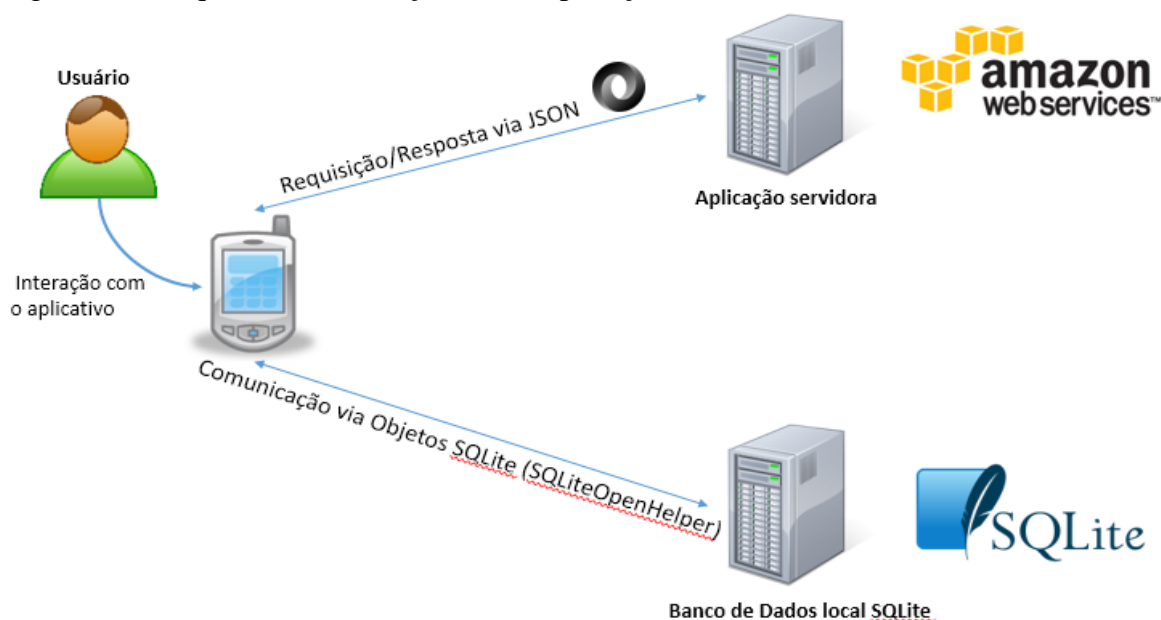 Usuário
Interação com
o aplicativo
Requisição/Resposta via JSON
amazon
webservices™
Aplicação servidora
Comunicação via Objetos SQLite (SQLiteOpenHelper)
SQLite
Banco de Dados local SQLite